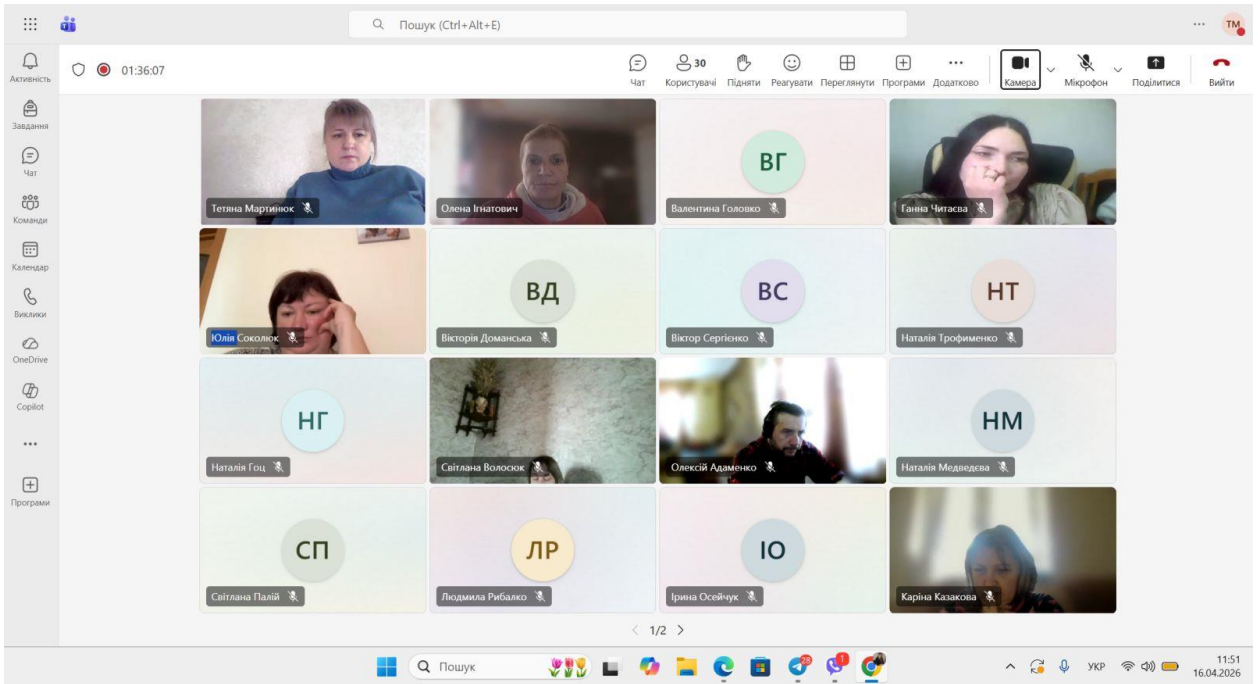 Пошук (Ctrl+Alt+E)
TM
Активність
Завдання
Чат
Команди
Календар
Виклики
OneDrive
Copilot
Програми
01:36:07
Чат
30
Користувачі
Підняти
Реагувати
Переглянути
Програми
Додатково
Камера
Мікрофон
Поділитися
Вийти
Тетяна Мартинюк
Олена Ігнатович
ВГ
Валентина Головко
Ганна Читаєва
Юлія Соколюк
ВД
Вікторія Доманська
ВС
Віктор Сергієнко
НТ
Наталія Трофименко
НГ
Наталія Гоц
Світлана Волосюк
Олексій Адаменко
НМ
Наталія Медведєва
СП
Світлана Палій
ЛР
Людмила Рибалко
ІО
Ірина Осейчук
Каріна Казакова
1/2
Пошук
28
1
УКР
11:51
16.04.2026